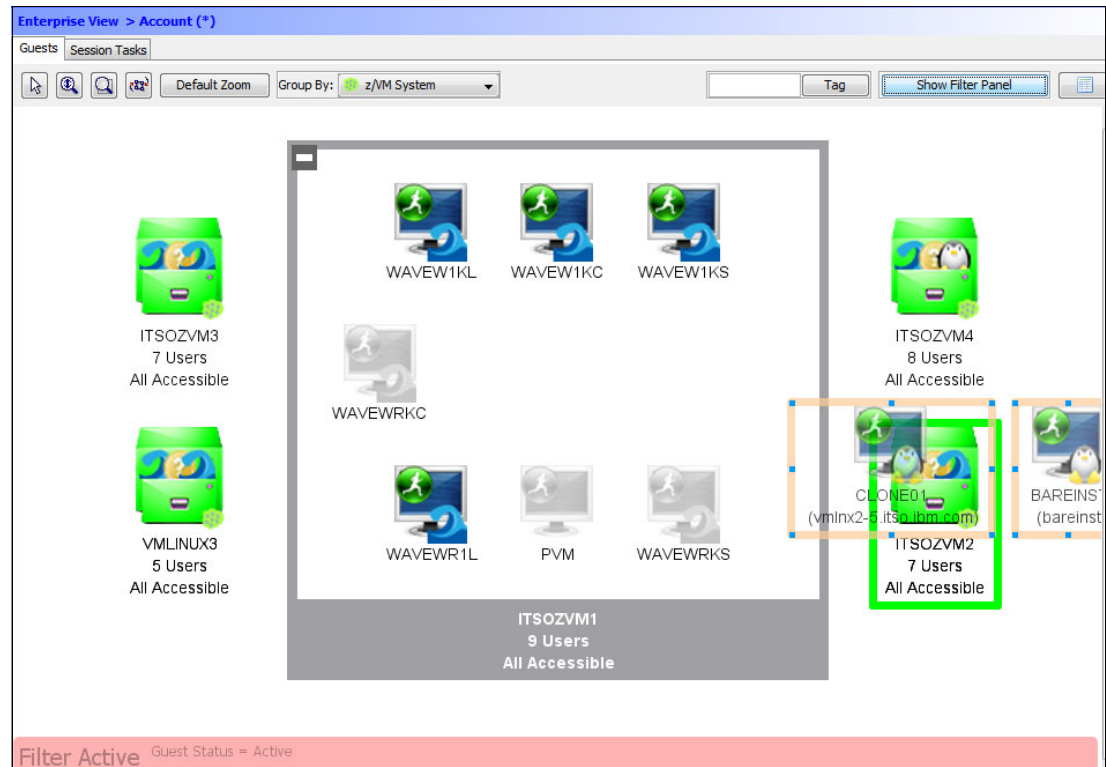 Enterprise View > Account (*)
Guests Session Tasks
Default Zoom Group By: z/VM System Tag Show Filter Panel
WAVEW1KL WAVEW1KC WAVEW1KS
ITSOZVM3
7 Users
All Accessible
ITSOZVM4
8 Users
All Accessible
WAVEWRKC
VMLINUX3
5 Users
All Accessible
WAVEWR1L PVM WAVEWRKS
CLONE01
(vmlnx2-5.itso.ibm.com)
BAREINST
(bareinst
ITSOZVM2
7 Users
All Accessible
ITSOZVM1
9 Users
All Accessible
Filter Active Guest Status = Active